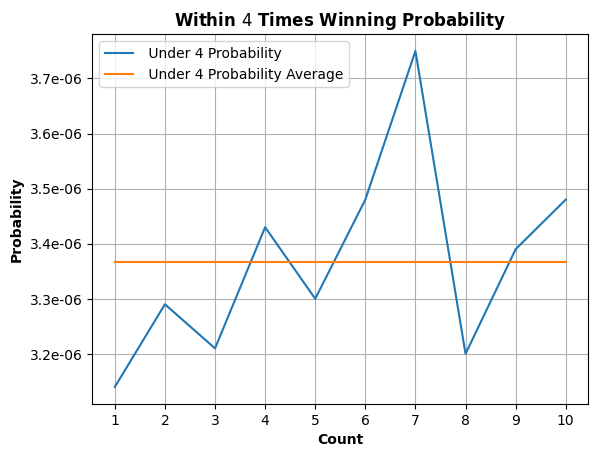 Within 4 Times Winning Probability
Under 4 Probability
Under 4 Probability Average
3.7e-06
3.6e-06
3.5e-06
3.4e-06
3.3e-06
3.2e-06
Probability
1 2 3 4 5 6 7 8 9 10
Count